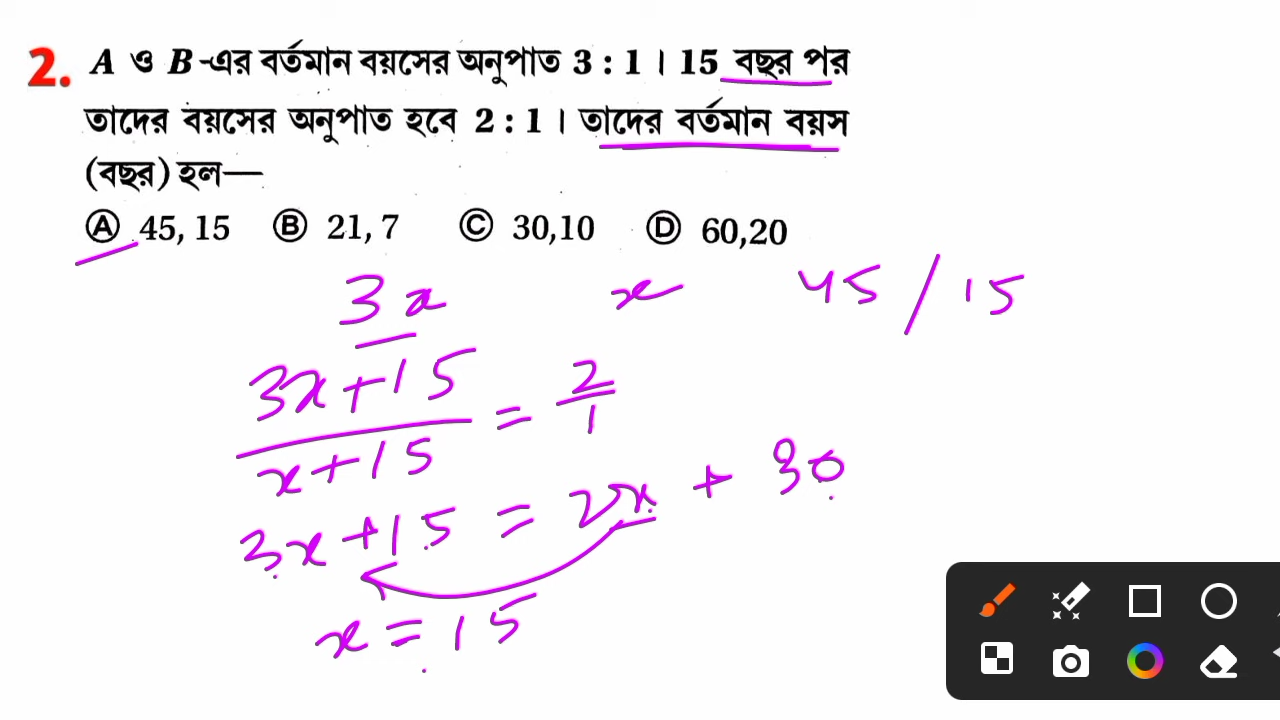 2. A ও B-এর বর্তমান বয়সের অনুপাত 3 : 1 । 15 বছর পর
তাদের বয়সের অনুপাত হবে 2 : 1 । তাদের বর্তমান বয়স
(বছর) হল—
Ⓐ 45, 15 Ⓑ 21, 7 Ⓒ 30,10 Ⓓ 60,20
3x x 45 / 15
3x+15 / x+15 = 2/1
3x+15 = 2x + 30
x = 15